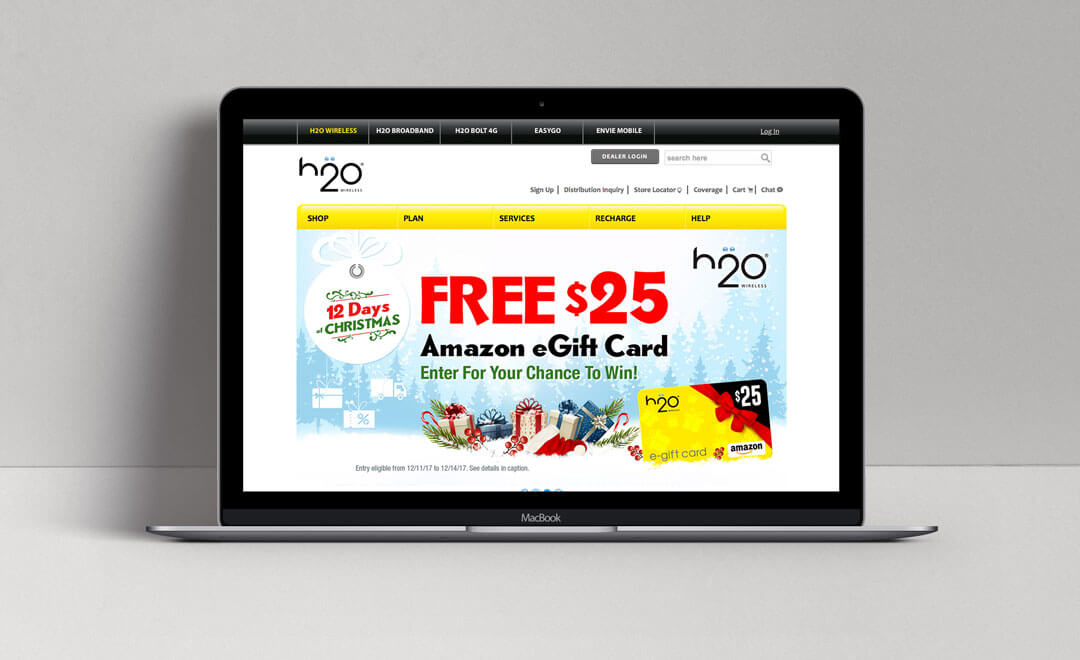 H2O WIRELESS H2O BROADBAND H2O BOLT 4G EASYGO ENVIE MOBILE Log In
DEALER LOGIN search here
h2o WIRELESS
Sign Up | Distribution Inquiry | Store Locator | Coverage | Cart | Chat
SHOP PLAN SERVICES RECHARGE HELP
h2o WIRELESS
12 Days
of CHRISTMAS
FREE $25
Amazon eGift Card
Enter For Your Chance To Win!
%
h2o WIRELESS
$25
e-gift card
amazon
Entry eligible from 12/11/17 to 12/14/17. See details in caption.
MacBook